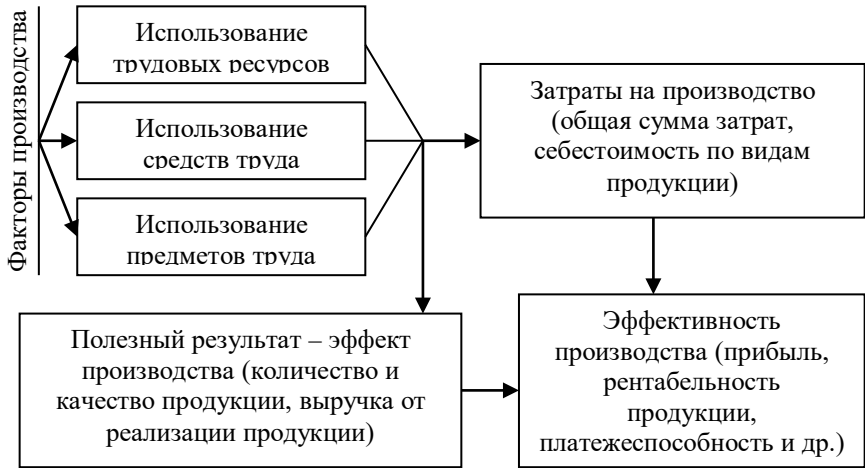 Факторы производства
Использование
трудовых ресурсов
Использование
средств труда
Использование
предметов труда
Затраты на производство
(общая сумма затрат,
себестоимость по видам
продукции)
Полезный результат – эффект
производства (количество и
качество продукции, выручка от
реализации продукции)
Эффективность
производства (прибыль,
рентабельность
продукции,
платежеспособность и др.)